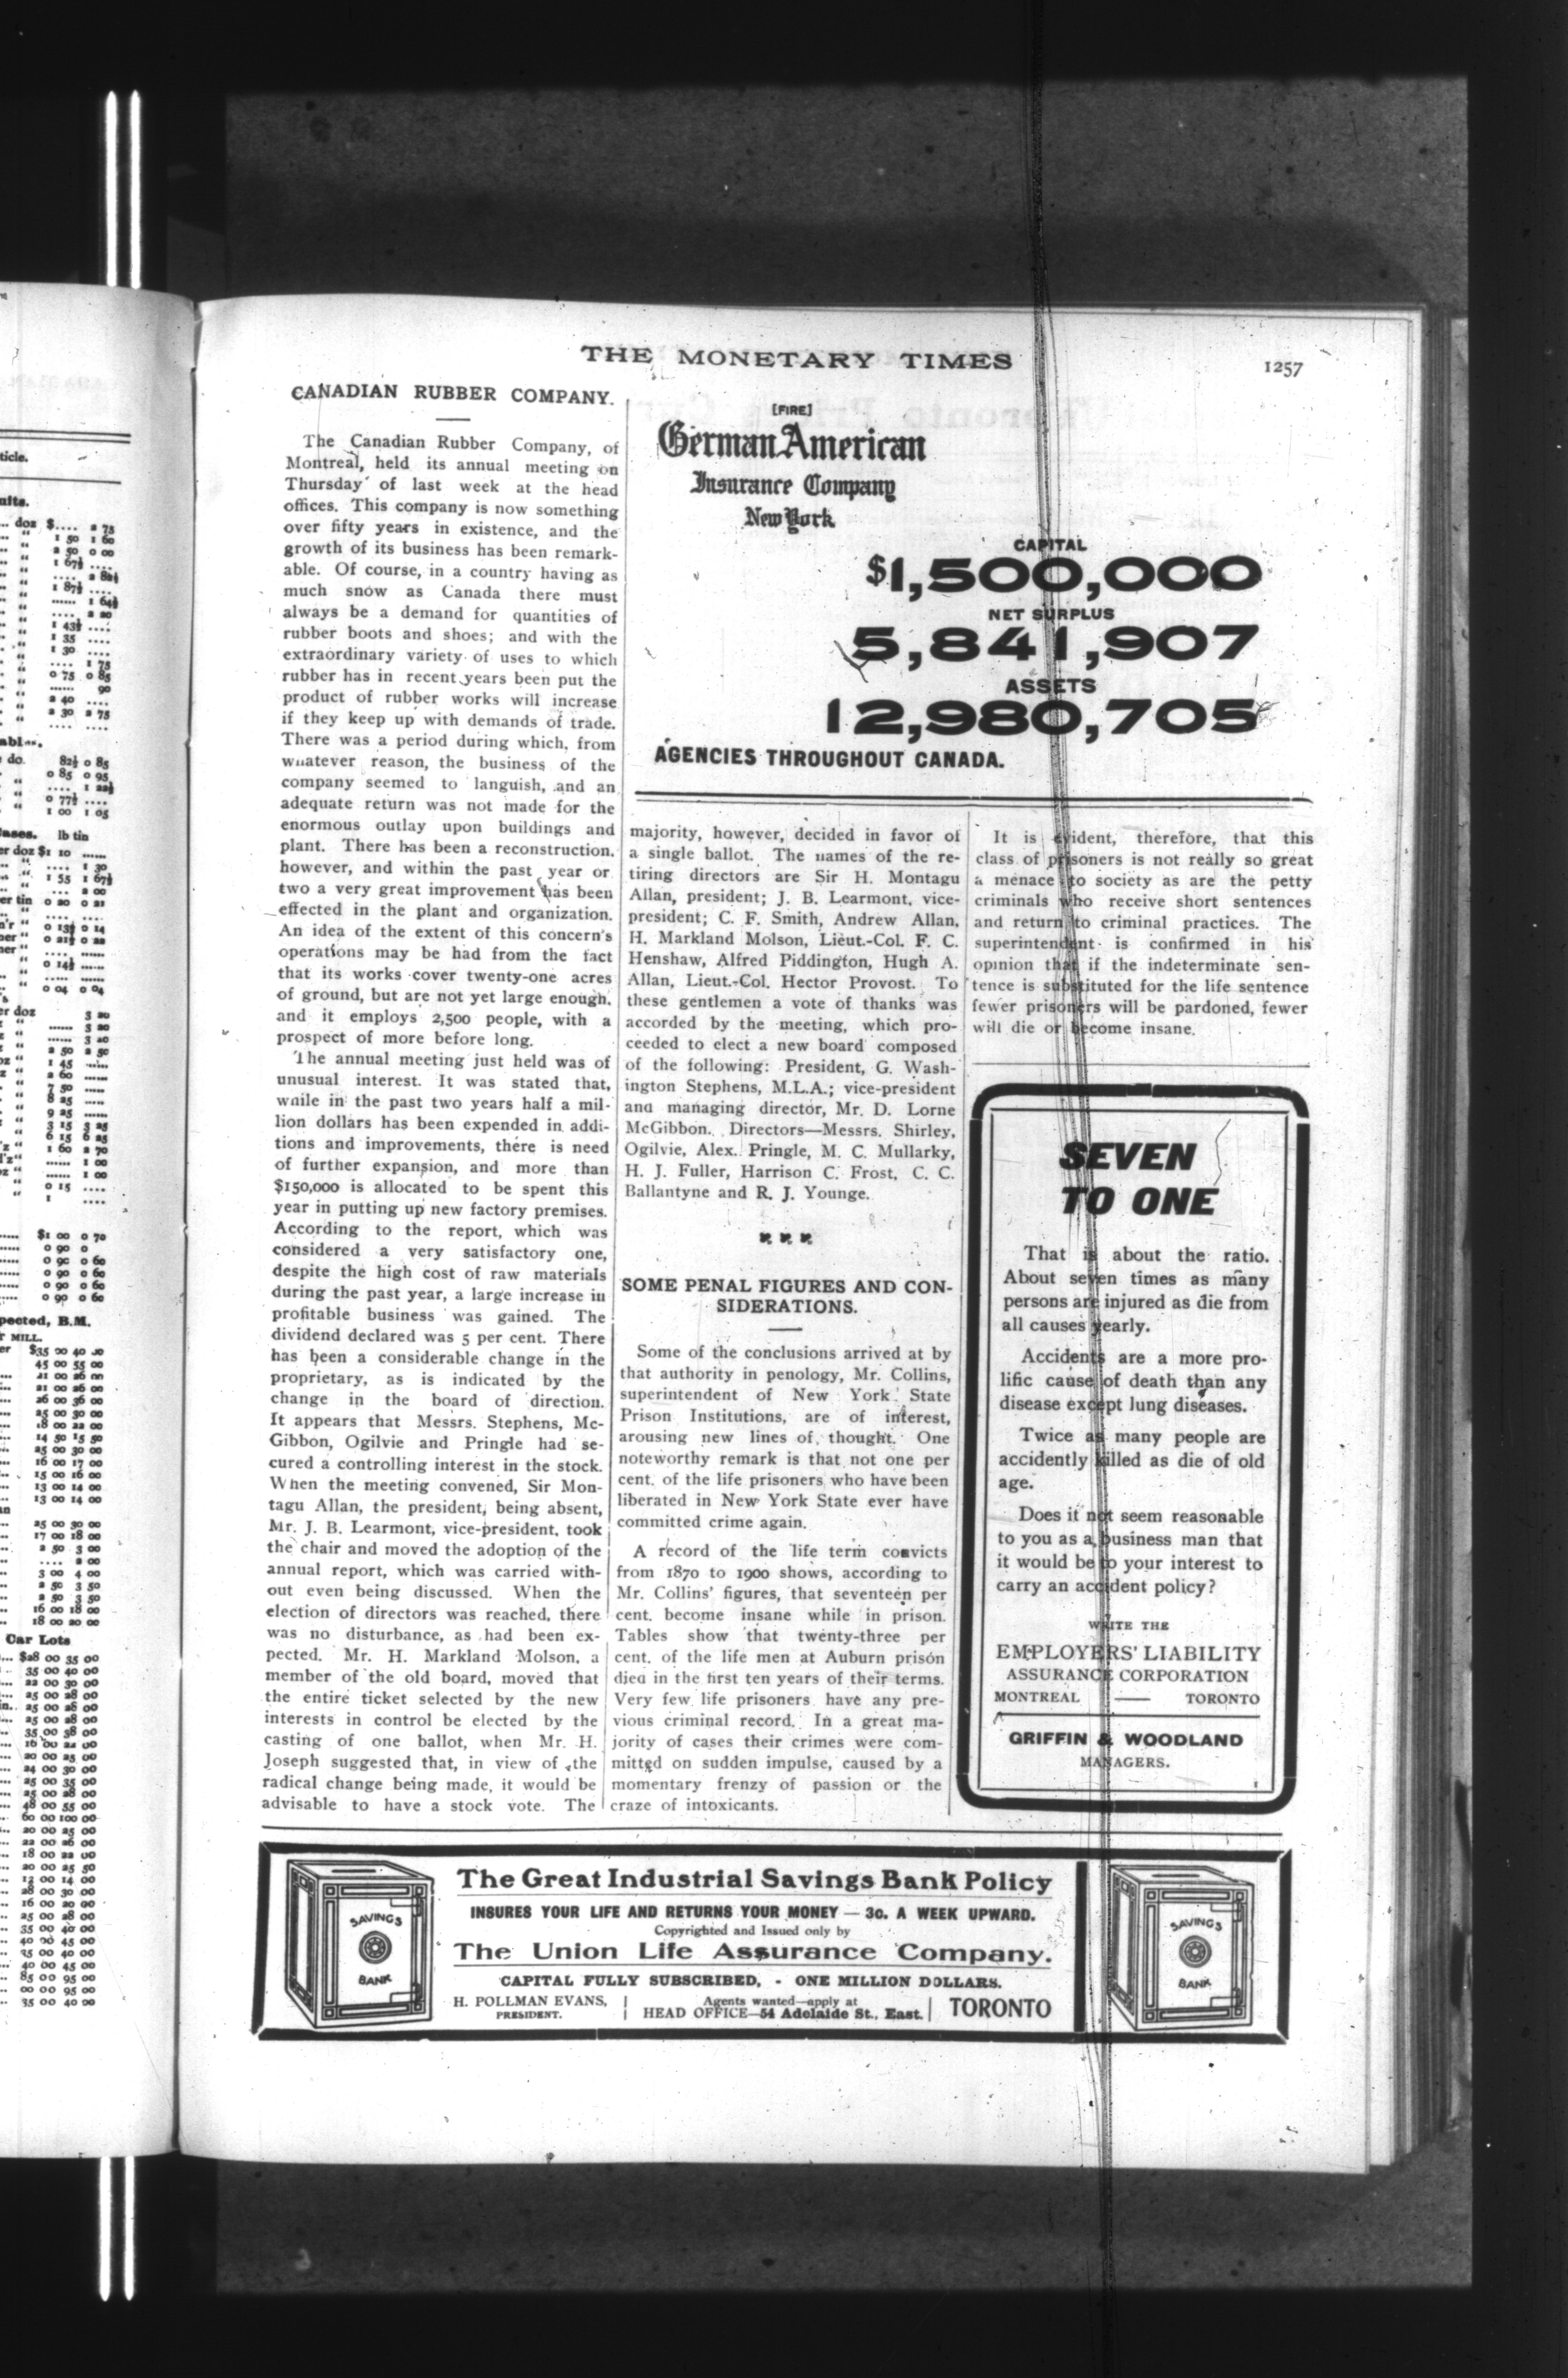 THE MONETARY TIMES
1257
CANADIAN RUBBER COMPANY.
The Canadian Rubber Company, of
Montreal, held its annual meeting on
Thursday of last week at the head
offices. This company is now something
over fifty years in existence, and the
growth of its business has been remark-
able. Of course, in a country having as
much snow as Canada there must
always be a demand for quantities of
rubber boots and shoes; and with the
extraordinary variety of uses to which
rubber has in recent years been put the
product of rubber works will increase
if they keep up with demands of trade.
There was a period during which, from
whatever reason, the business of the
company seemed to languish, and an
adequate return was not made for the
enormous outlay upon buildings and
plant. There has been a reconstruction,
however, and within the past year or
two a very great improvement has been
effected in the plant and organization.
An idea of the extent of this concern's
operations may be had from the fact
that its works cover twenty-one acres
of ground, but are not yet large enough,
and it employs 2,500 people, with a
prospect of more before long.
The annual meeting just held was of
unusual interest. It was stated that,
while in the past two years half a mil-
lion dollars has been expended in addi-
tions and improvements, there is need
of further expansion, and more than
$150,000 is allocated to be spent this
year in putting up new factory premises.
According to the report, which was
considered a very satisfactory one,
despite the high cost of raw materials
during the past year, a large increase in
profitable business was gained. The
dividend declared was 5 per cent. There
has been a considerable change in the
proprietary, as is indicated by the
change in the board of direction.
It appears that Messrs. Stephens, Mc-
Gibbon, Ogilvie and Pringle had se-
cured a controlling interest in the stock.
When the meeting convened, Sir Mon-
tagu Allan, the president, being absent,
Mr. J. B. Learmont, vice-president, took
the chair and moved the adoption of the
annual report, which was carried with-
out even being discussed. When the
election of directors was reached, there
was no disturbance, as had been ex-
pected. Mr. H. Markland Molson, a
member of the old board, moved that
the entire ticket selected by the new
interests in control be elected by the
casting of one ballot, when Mr. H.
Joseph suggested that, in view of the
radical change being made, it would be
advisable to have a stock vote. The
[FIRE]
German American
Insurance Company
New York
CAPITAL
$1,500,000
NET SURPLUS
5,841,907
ASSETS
12,980,705
AGENCIES THROUGHOUT CANADA.
majority, however, decided in favor of
a single ballot. The names of the re-
tiring directors are Sir H. Montagu
Allan, president; J. B. Learmont, vice-
president; C. F. Smith, Andrew Allan,
H. Markland Molson, Lieut.-Col. F. C.
Henshaw, Alfred Piddington, Hugh A.
Allan, Lieut.-Col. Hector Provost. To
these gentlemen a vote of thanks was
accorded by the meeting, which pro-
ceeded to elect a new board composed
of the following: President, G. Wash-
ington Stephens, M.L.A.; vice-president
and managing director, Mr. D. Lorne
McGibbon. Directors—Messrs. Shirley,
Ogilvie, Alex. Pringle, M. C. Mullarky,
H. J. Fuller, Harrison C. Frost, C. C.
Ballantyne and R. J. Younge.
SOME PENAL FIGURES AND CON-
SIDERATIONS.
Some of the conclusions arrived at by
that authority in penology, Mr. Collins,
superintendent of New York State
Prison Institutions, are of interest,
arousing new lines of thought. One
noteworthy remark is that not one per
cent. of the life prisoners who have been
liberated in New York State ever have
committed crime again.
A record of the life term convicts
from 1870 to 1900 shows, according to
Mr. Collins' figures, that seventeen per
cent. become insane while in prison.
Tables show that twenty-three per
cent. of the life men at Auburn prison
died in the first ten years of their terms.
Very few life prisoners have any pre-
vious criminal record. In a great ma-
jority of cases their crimes were com-
mitted on sudden impulse, caused by a
momentary frenzy of passion or the
craze of intoxicants.
It is evident, therefore, that this
class of prisoners is not really so great
a menace to society as are the petty
criminals who receive short sentences
and return to criminal practices. The
superintendent is confirmed in his
opinion that if the indeterminate sen-
tence is substituted for the life sentence
fewer prisoners will be pardoned, fewer
will die or become insane.
SEVEN
TO ONE
That is about the ratio.
About seven times as many
persons are injured as die from
all causes yearly.
Accidents are a more pro-
lific cause of death than any
disease except lung diseases.
Twice as many people are
accidently killed as die of old
age.
Does it not seem reasonable
to you as a business man that
it would be to your interest to
carry an accident policy?
WRITE THE
EMPLOYERS' LIABILITY
ASSURANCE CORPORATION
MONTREAL — TORONTO
GRIFFIN & WOODLAND
MANAGERS.
SAVINGS
BANK
The Great Industrial Savings Bank Policy
INSURES YOUR LIFE AND RETURNS YOUR MONEY — 3c. A WEEK UPWARD.
Copyrighted and Issued only by
The Union Life Assurance Company.
CAPITAL FULLY SUBSCRIBED, - ONE MILLION DOLLARS.
H. POLLMAN EVANS,
PRESIDENT.
Agents wanted—apply at
HEAD OFFICE—54 Adelaide St., East.
TORONTO
SAVINGS
BANK